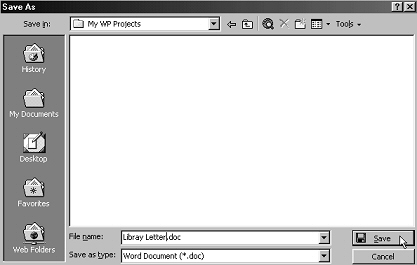 Save As
Save in: My WP Projects Tools
History
My Documents
Desktop
Favorites
Web Folders
File name: Libray Letter.doc Save
Save as type: Word Document (*.doc) Cancel